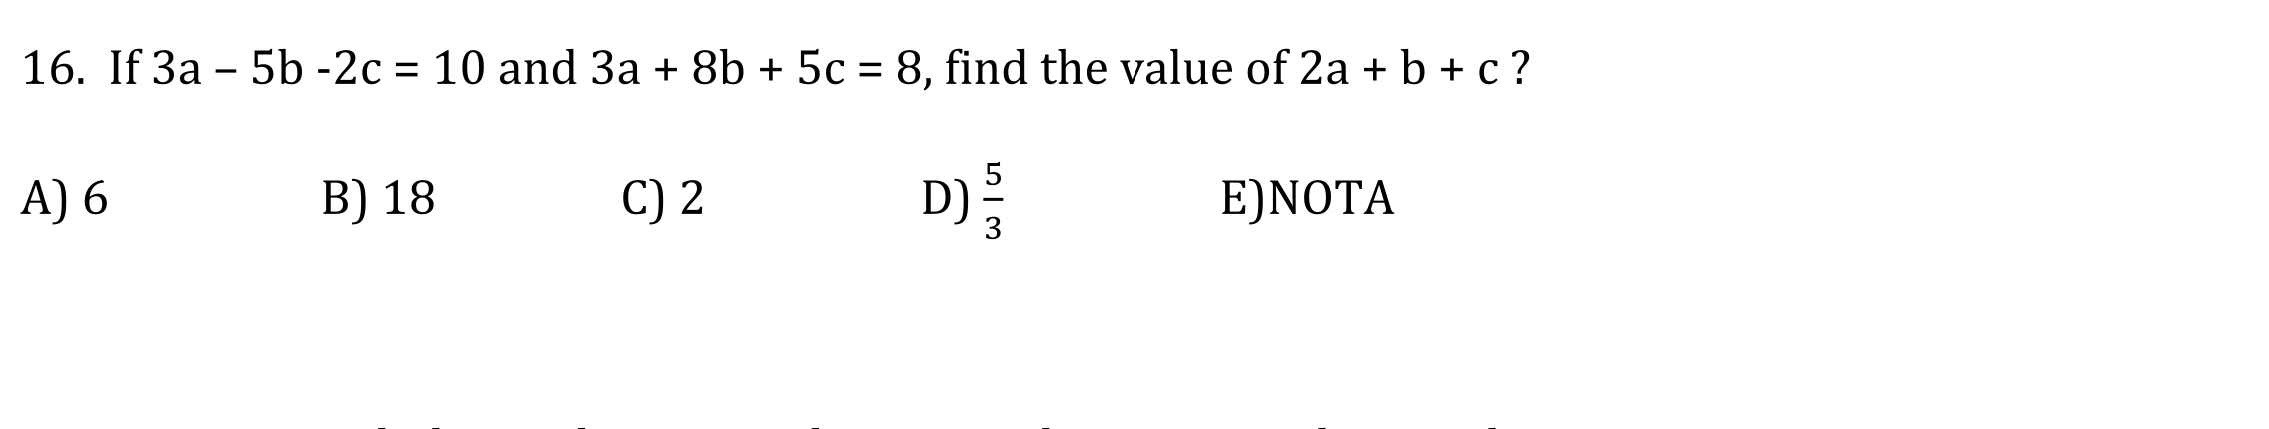 16. If 3a – 5b -2c = 10 and 3a + 8b + 5c = 8, find the value of 2a + b + c ?
A) 6 B) 18 C) 2 D) 5/3 E)NOTA